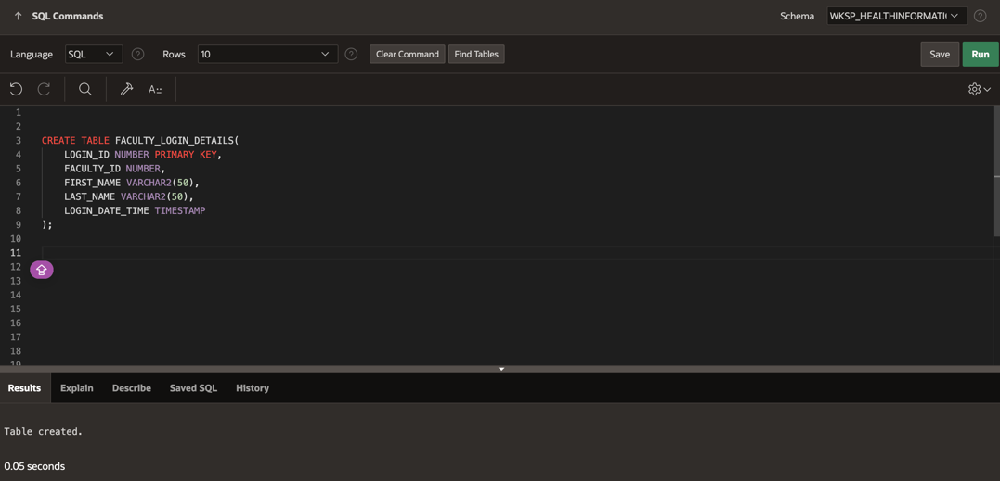 SQL Commands
Schema WKSP_HEALTHINFORMATI
Language SQL Rows 10 Clear Command Find Tables Save Run
1
2
3 CREATE TABLE FACULTY_LOGIN_DETAILS(
4 LOGIN_ID NUMBER PRIMARY KEY,
5 FACULTY_ID NUMBER,
6 FIRST_NAME VARCHAR2(50),
7 LAST_NAME VARCHAR2(50),
8 LOGIN_DATE_TIME TIMESTAMP
9 );
10
11
12
13
14
15
16
17
18
19
Results Explain Describe Saved SQL History
Table created.
0.05 seconds